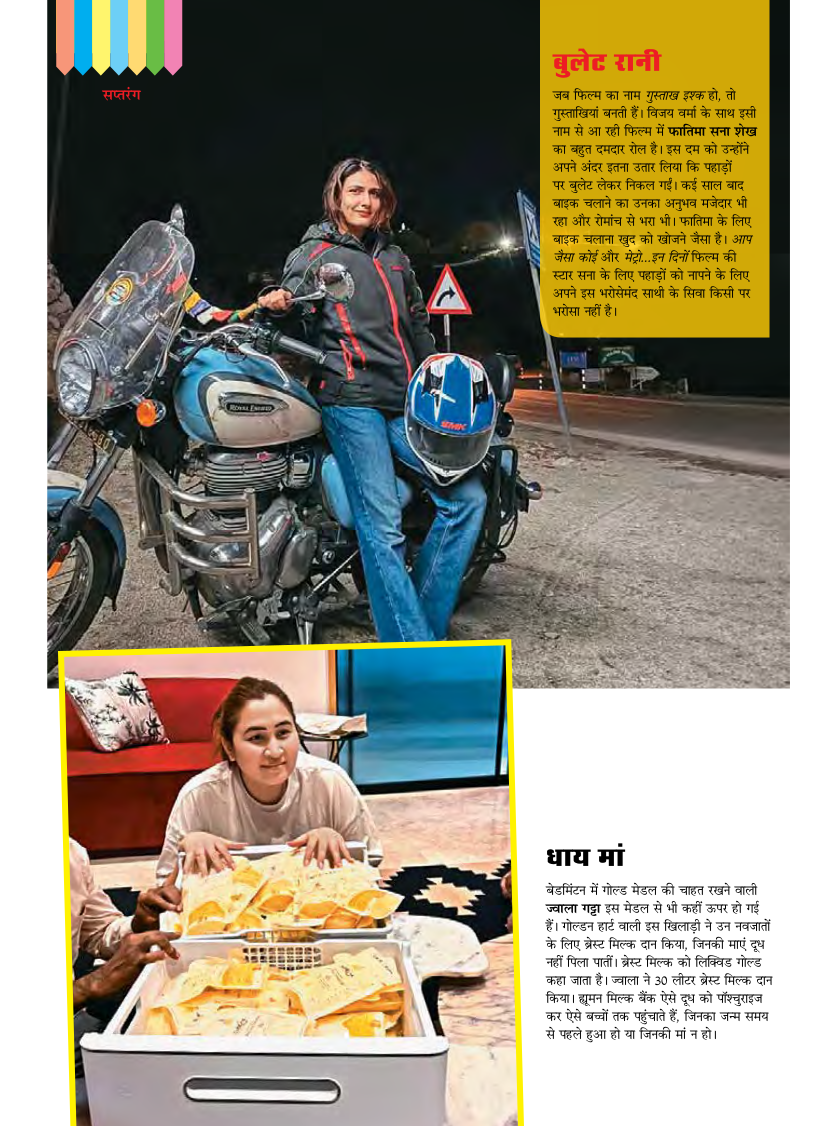 सप्तरंग
बुलेट रानी
जब फिल्म का नाम गुस्ताख इश्क हो, तो
गुस्ताखियां बनती हैं। विजय वर्मा के साथ इसी
नाम से आ रही फिल्म में फातिमा सना शेख
का बहुत दमदार रोल है। इस दम को उन्होंने
अपने अंदर इतना उतार लिया कि पहाड़ों
पर बुलेट लेकर निकल गईं। कई साल बाद
बाइक चलाने का उनका अनुभव मजेदार भी
रहा और रोमांच से भरा भी। फातिमा के लिए
बाइक चलाना खुद को खोजने जैसा है। आप
जैसा कोई और मेट्रो...इन दिनों फिल्म की
स्टार सना के लिए पहाड़ों को नापने के लिए
अपने इस भरोसेमंद साथी के सिवा किसी पर
भरोसा नहीं है।
ROYAL ENFIELD
SMK
धाय मां
बेडमिंटन में गोल्ड मेडल की चाहत रखने वाली
ज्वाला गट्टा इस मेडल से भी कहीं ऊपर हो गई
हैं। गोल्डन हार्ट वाली इस खिलाड़ी ने उन नवजातों
के लिए ब्रेस्ट मिल्क दान किया, जिनकी माएं दूध
नहीं पिला पातीं। ब्रेस्ट मिल्क को लिक्विड गोल्ड
कहा जाता है। ज्वाला ने 30 लीटर ब्रेस्ट मिल्क दान
किया। ह्यूमन मिल्क बैंक ऐसे दूध को पॉश्चुराइज
कर ऐसे बच्चों तक पहुंचाते हैं, जिनका जन्म समय
से पहले हुआ हो या जिनकी मां न हो।